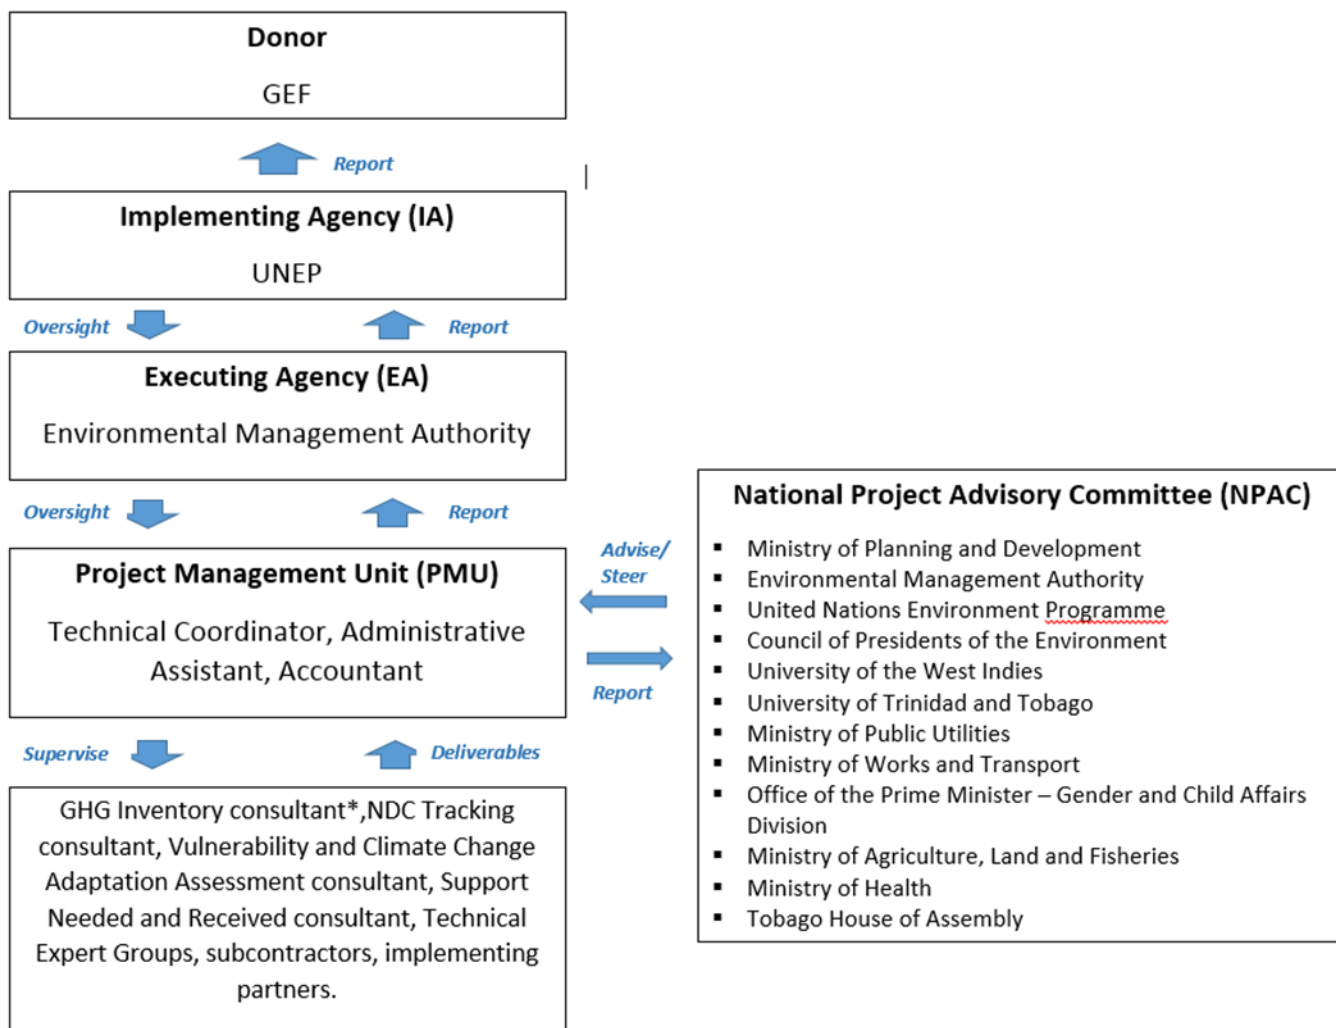 Donor
GEF
Report
Implementing Agency (IA)
UNEP
Oversight
Report
Executing Agency (EA)
Environmental Management Authority
Oversight
Report
Project Management Unit (PMU)
Technical Coordinator, Administrative
Assistant, Accountant
Advise/
Steer
Report
Supervise
Deliverables
GHG Inventory consultant*,NDC Tracking
consultant, Vulnerability and Climate Change
Adaptation Assessment consultant, Support
Needed and Received consultant, Technical
Expert Groups, subcontractors, implementing
partners.
National Project Advisory Committee (NPAC)
▪ Ministry of Planning and Development
▪ Environmental Management Authority
▪ United Nations Environment Programme
▪ Council of Presidents of the Environment
▪ University of the West Indies
▪ University of Trinidad and Tobago
▪ Ministry of Public Utilities
▪ Ministry of Works and Transport
▪ Office of the Prime Minister – Gender and Child Affairs
Division
▪ Ministry of Agriculture, Land and Fisheries
▪ Ministry of Health
▪ Tobago House of Assembly